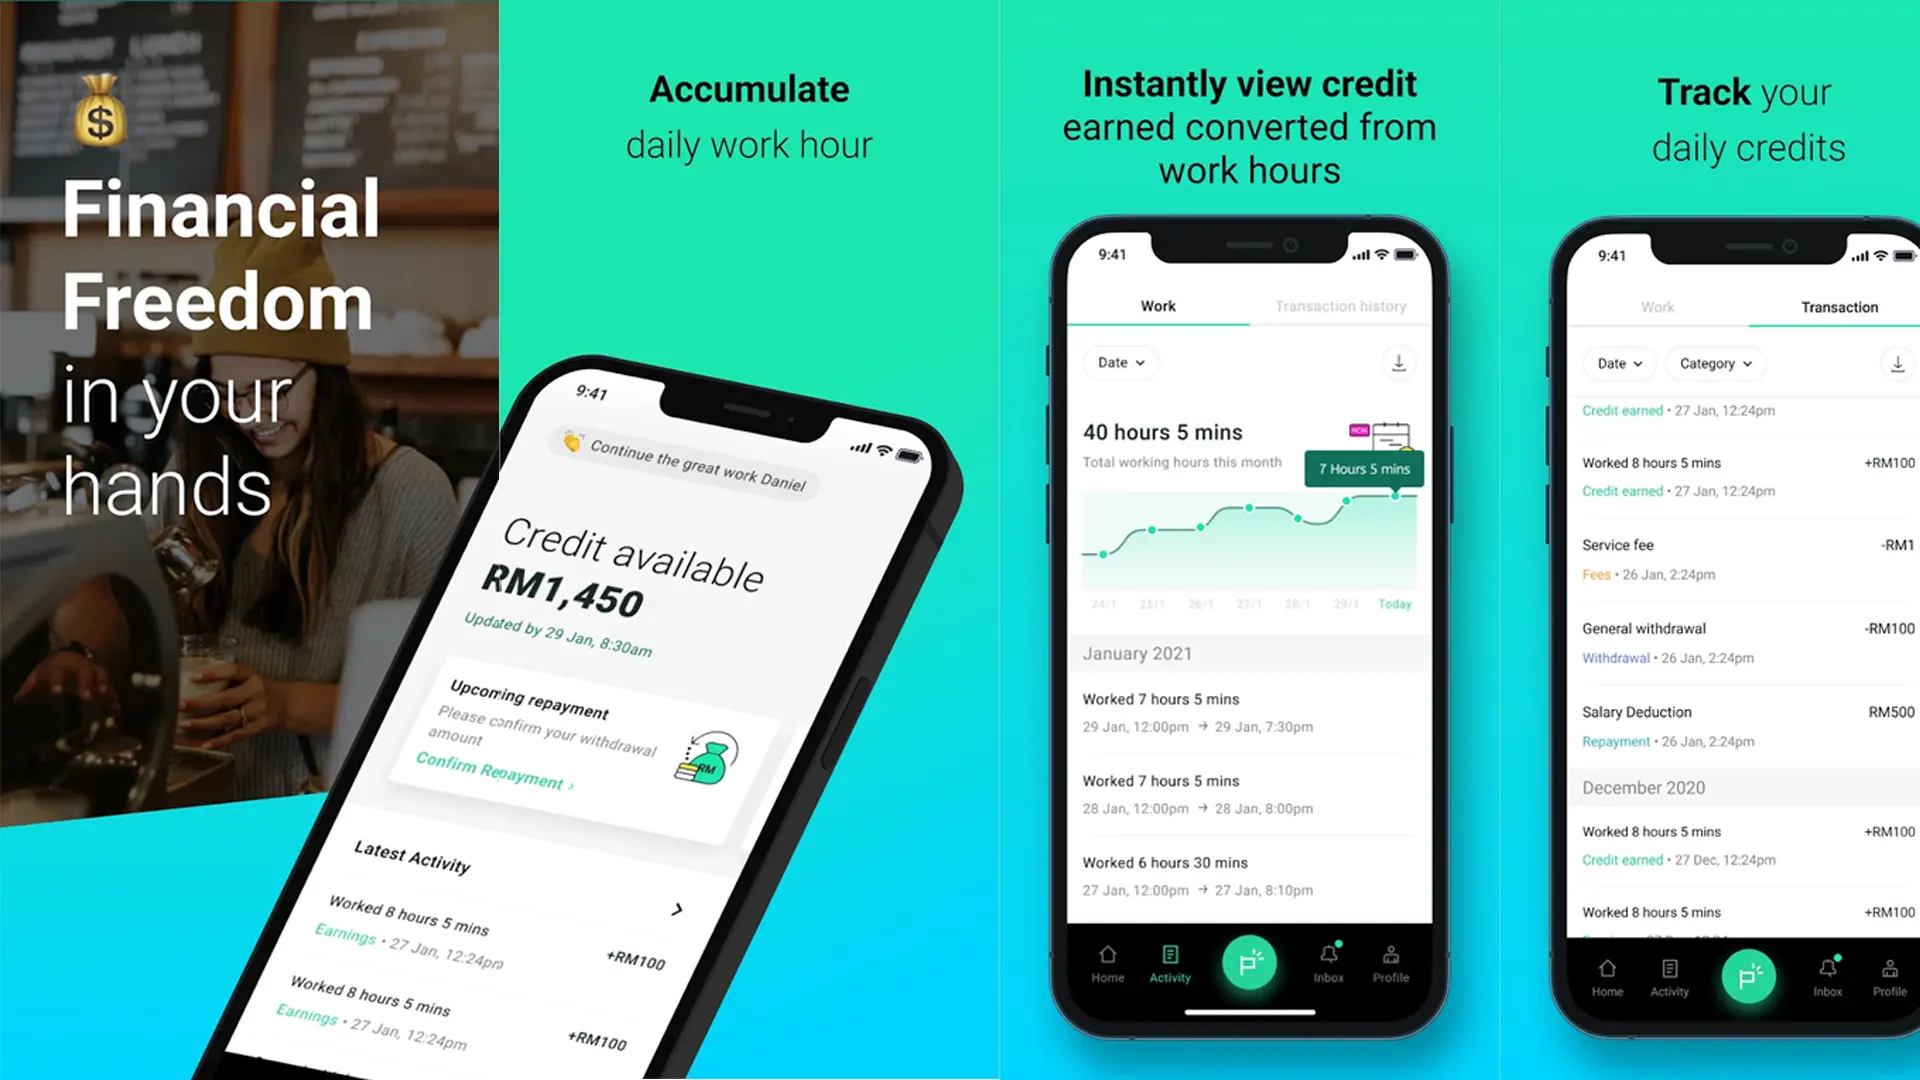 BREAKFAST LUNCH
$
Financial
Freedom
in your
hands
Accumulate
daily work hour
9:41
Continue the great work Daniel
Credit available
RM1,450
Updated by 29 Jan, 8:30am
Upcoming repayment
Please confirm your withdrawal
amount
Confirm Repayment >
RM
Latest Activity
Worked 8 hours 5 mins
Earnings • 27 Jan, 12:24pm
+RM100
Worked 8 hours 5 mins
Earnings • 27 Jan, 12:24pm
+RM100
Instantly view credit
earned converted from
work hours
9:41
Work Transaction history
Date
40 hours 5 mins
Total working hours this month
MON
7 Hours 5 mins
24/1 25/1 26/1 27/1 28/1 29/1 Today
January 2021
Worked 7 hours 5 mins
29 Jan, 12:00pm → 29 Jan, 7:30pm
Worked 7 hours 5 mins
28 Jan, 12:00pm → 28 Jan, 8:00pm
Worked 6 hours 30 mins
27 Jan, 12:00pm → 27 Jan, 8:10pm
Home Activity Inbox Profile
Track your
daily credits
9:41
Work Transaction
Date Category
Credit earned • 27 Jan, 12:24pm
Worked 8 hours 5 mins +RM100
Credit earned • 27 Jan, 12:24pm
Service fee -RM1
Fees • 26 Jan, 2:24pm
General withdrawal -RM100
Withdrawal • 26 Jan, 2:24pm
Salary Deduction RM500
Repayment • 26 Jan, 2:24pm
December 2020
Worked 8 hours 5 mins +RM100
Credit earned • 27 Dec, 12:24pm
Worked 8 hours 5 mins +RM100
Home Activity Inbox Profile